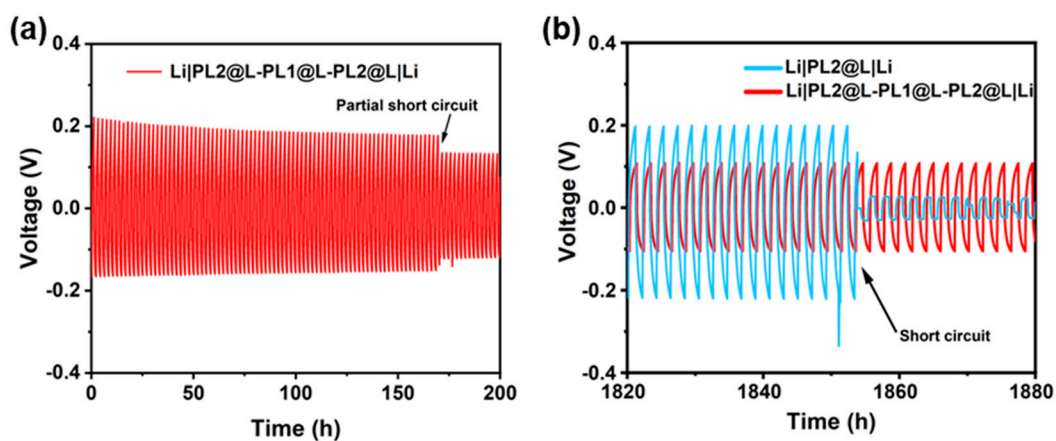 (a)
0.4
0.2
0.0
-0.2
-0.4
Voltage (V)
Li|PL2@L-PL1@L-PL2@L|Li
Partial short circuit
0 50 100 150 200
Time (h)
(b)
0.4
0.2
0.0
-0.2
-0.4
Voltage (V)
Li|PL2@L|Li
Li|PL2@L-PL1@L-PL2@L|Li
Short circuit
1820 1840 1860 1880
Time (h)